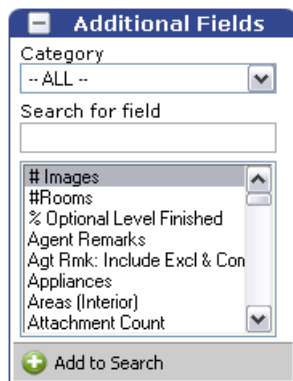 Additional Fields
Category
-- ALL --
Search for field
# Images
#Rooms
% Optional Level Finished
Agent Remarks
Agt Rmk: Include Excl & Con
Appliances
Areas (Interior)
Attachment Count
Add to Search